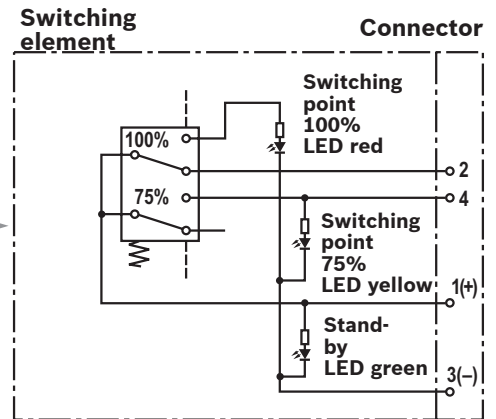 Switching
element
Connector
Switching
point
100%
LED red
100%
75%
2
4
Switching
point
75%
LED yellow
1(+)
Stand-
by
LED green
3(–)